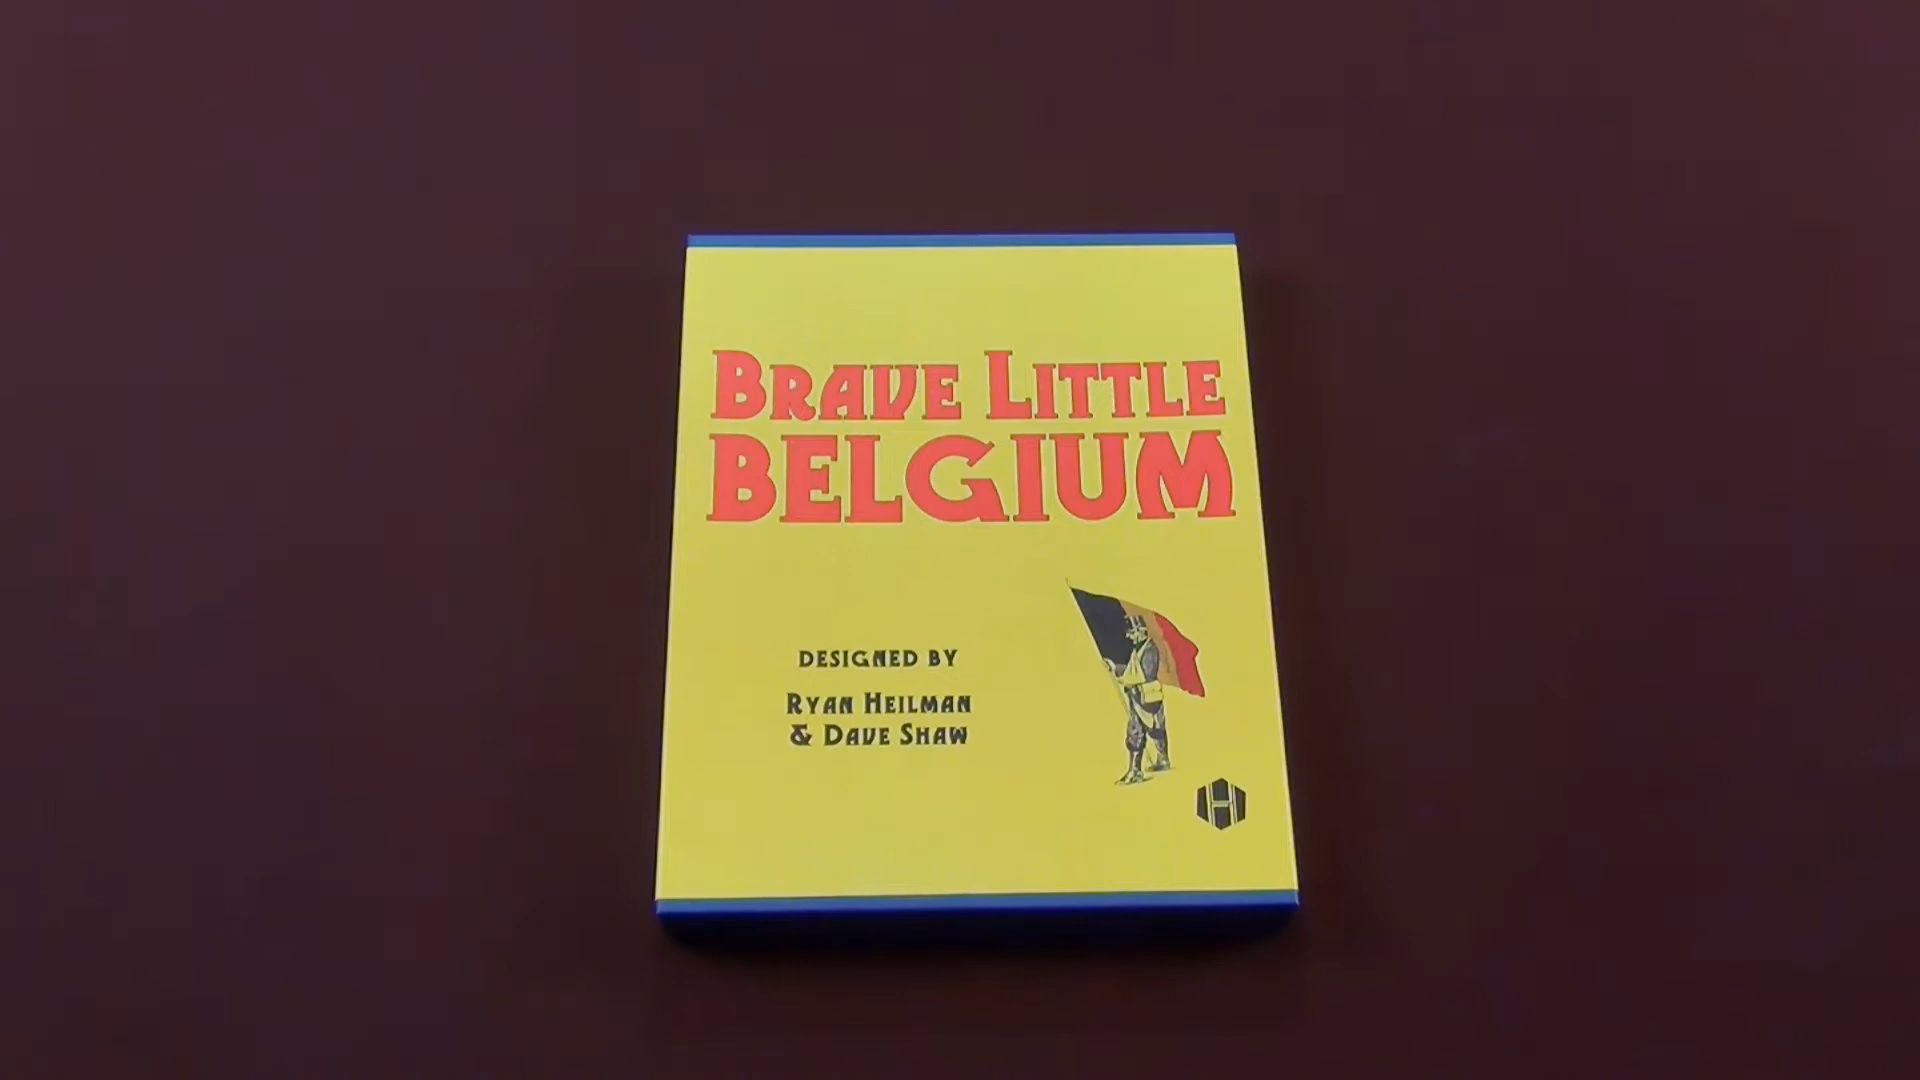 BRAVE LITTLE
BELGIUM
DESIGNED BY
RYAN HEILMAN
& DAVE SHAW
H